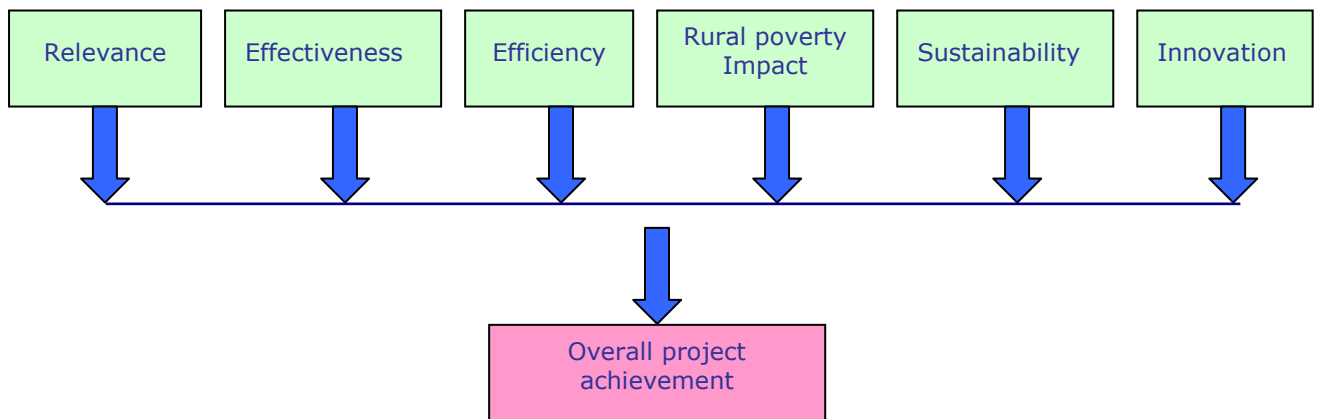 Relevance
Effectiveness
Efficiency
Rural poverty
Impact
Sustainability
Innovation
Overall project
achievement